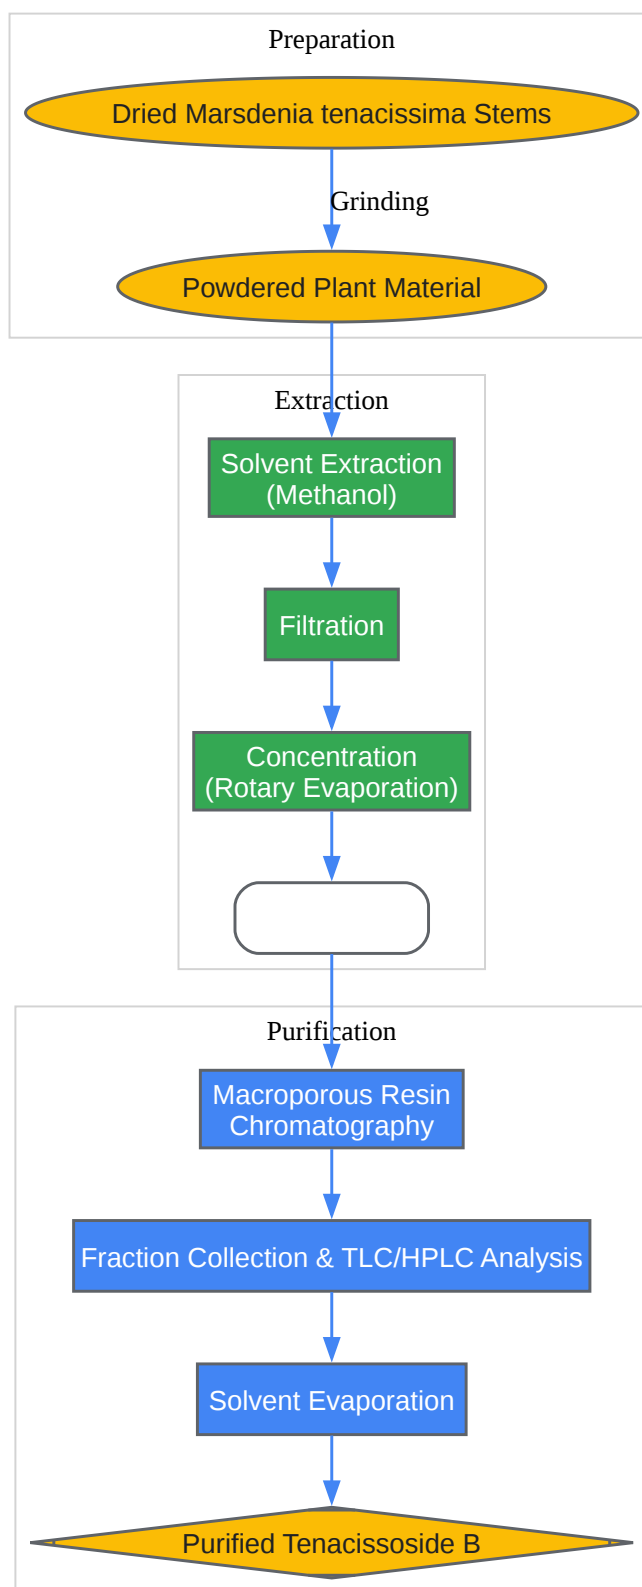 Preparation
Dried Marsdenia tenacissima Stems
Grinding
Powdered Plant Material
Extraction
Solvent Extraction
(Methanol)
Filtration
Concentration
(Rotary Evaporation)
Purification
Macroporous Resin
Chromatography
Fraction Collection & TLC/HPLC Analysis
Solvent Evaporation
Purified Tenacissoside B